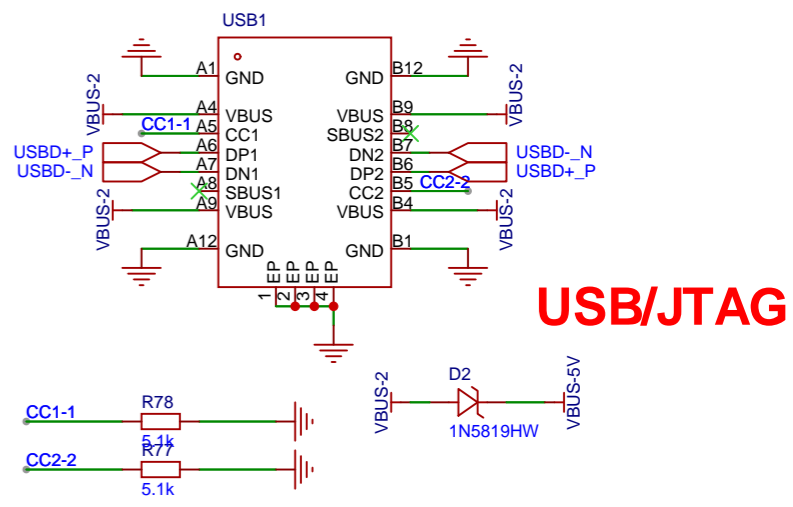 USB1
A1 GND GND B12
VBUS-2 A4 VBUS VBUS B9 VBUS-2
CC1-1 A5 CC1 SBUS2 B8
USBD+_P A6 DP1 DN2 B7 USBD-_N
USBD-_N A7 DN1 DP2 B6 USBD+_P
A8 SBUS1 CC2 B5 CC2-2
VBUS-2 A9 VBUS VBUS B4 VBUS-2
A12 GND GND B1
EP EP EP EP
1 2 3 4
USB/JTAG
CC1-1 R78
5.1k
CC2-2 R77
5.1k
VBUS-2 D2 VBUS-5V
1N5819HW